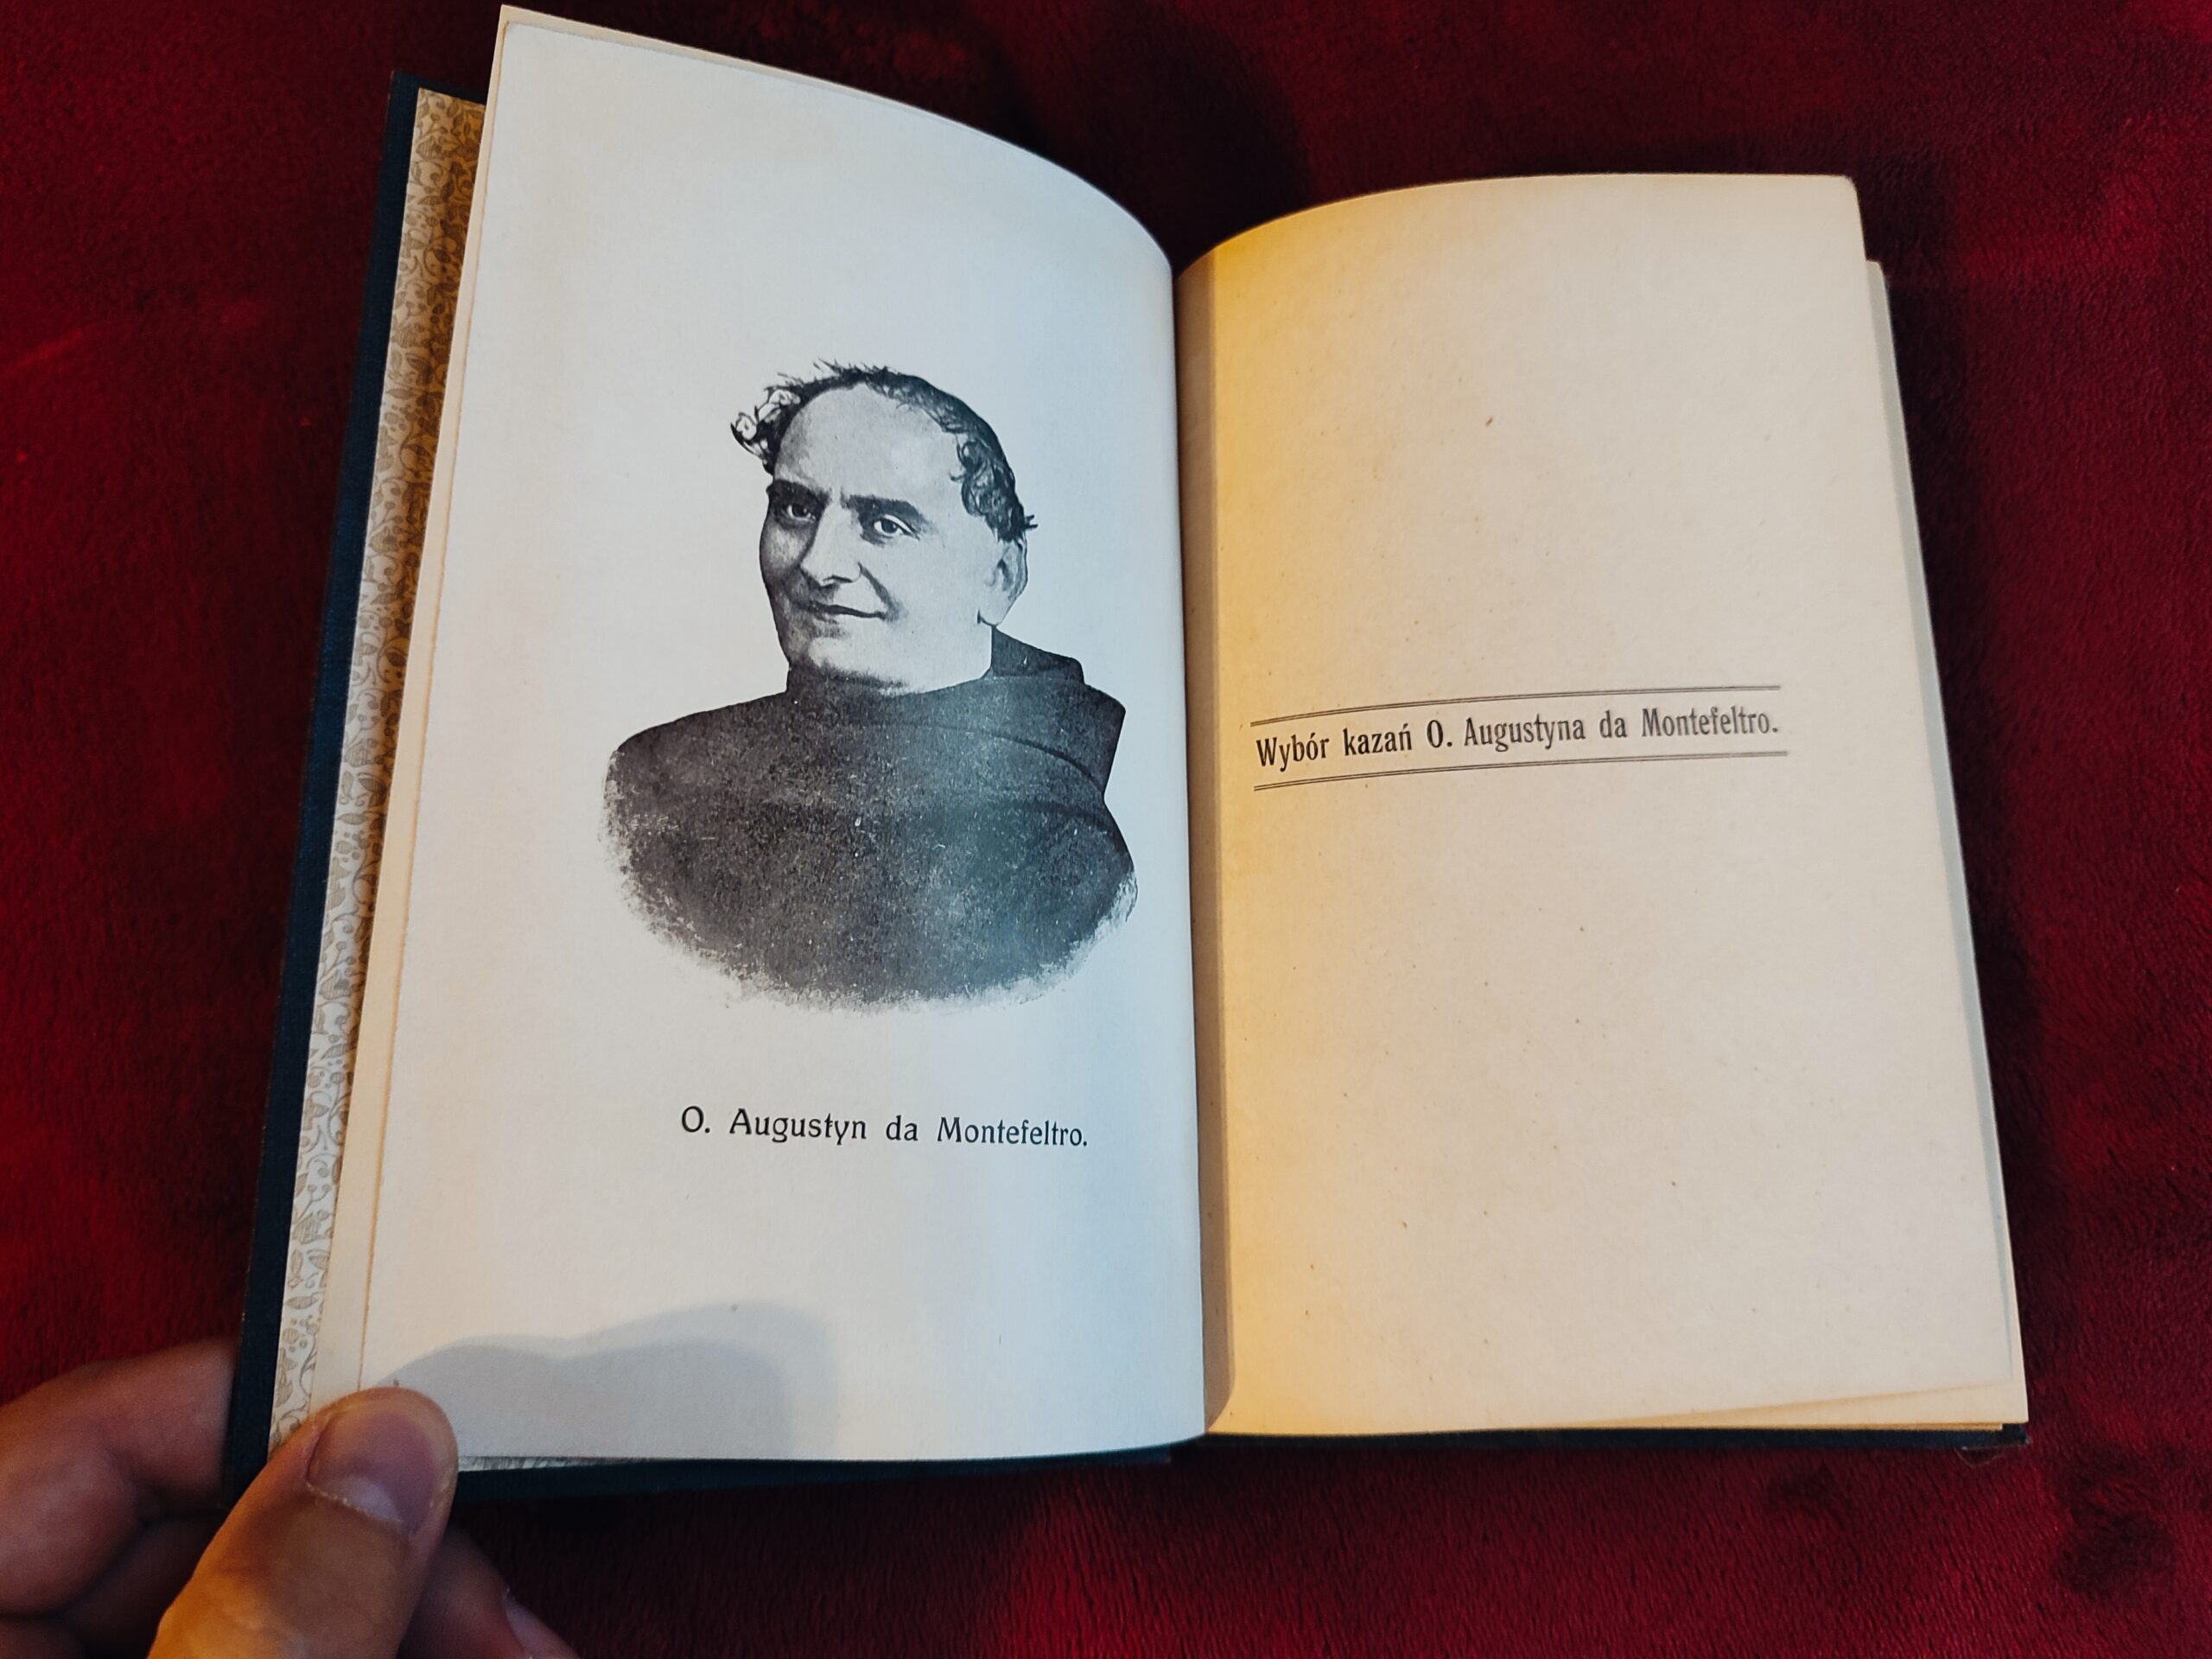 O. Augustyn da Montefeltro.
Wybór kazań O. Augustyna da Montefeltro.